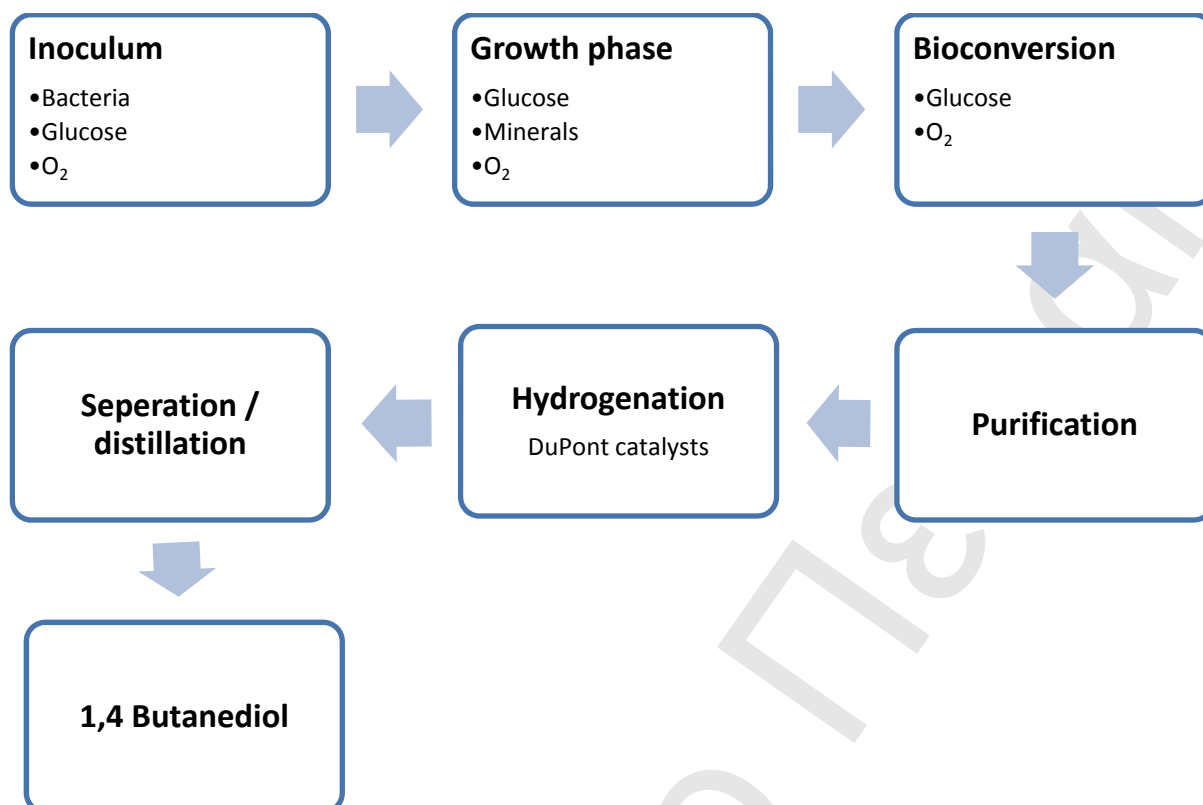 Inoculum
•Bacteria
•Glucose
•O₂
Growth phase
•Glucose
•Minerals
•O₂
Bioconversion
•Glucose
•O₂
Purification
Hydrogenation
DuPont catalysts
Seperation /
distillation
1,4 Butanediol